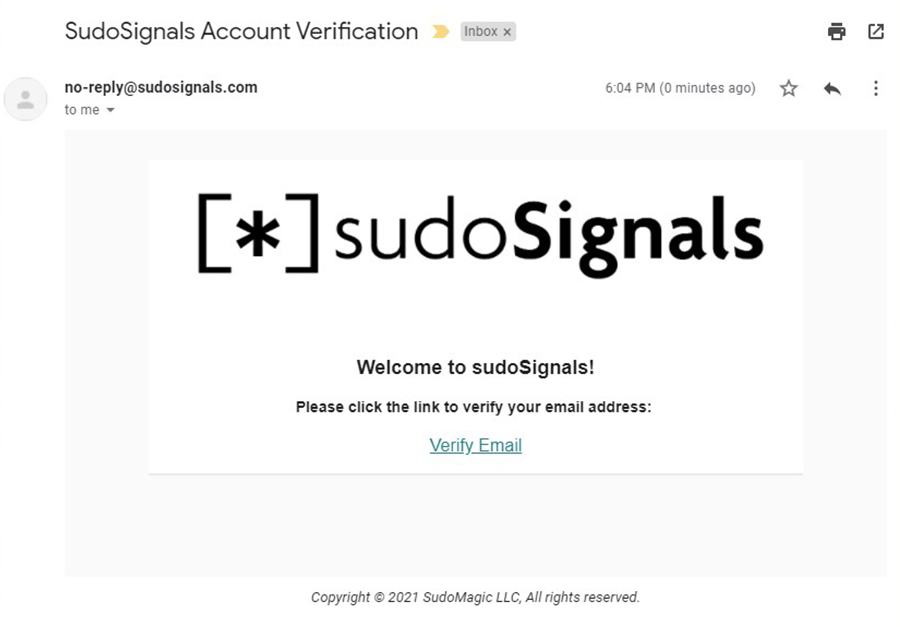 SudoSignals Account Verification Inbox ×
no-reply@sudosignals.com 6:04 PM (0 minutes ago)
to me
[*]sudoSignals
Welcome to sudoSignals!
Please click the link to verify your email address:
Verify Email
Copyright © 2021 SudoMagic LLC, All rights reserved.